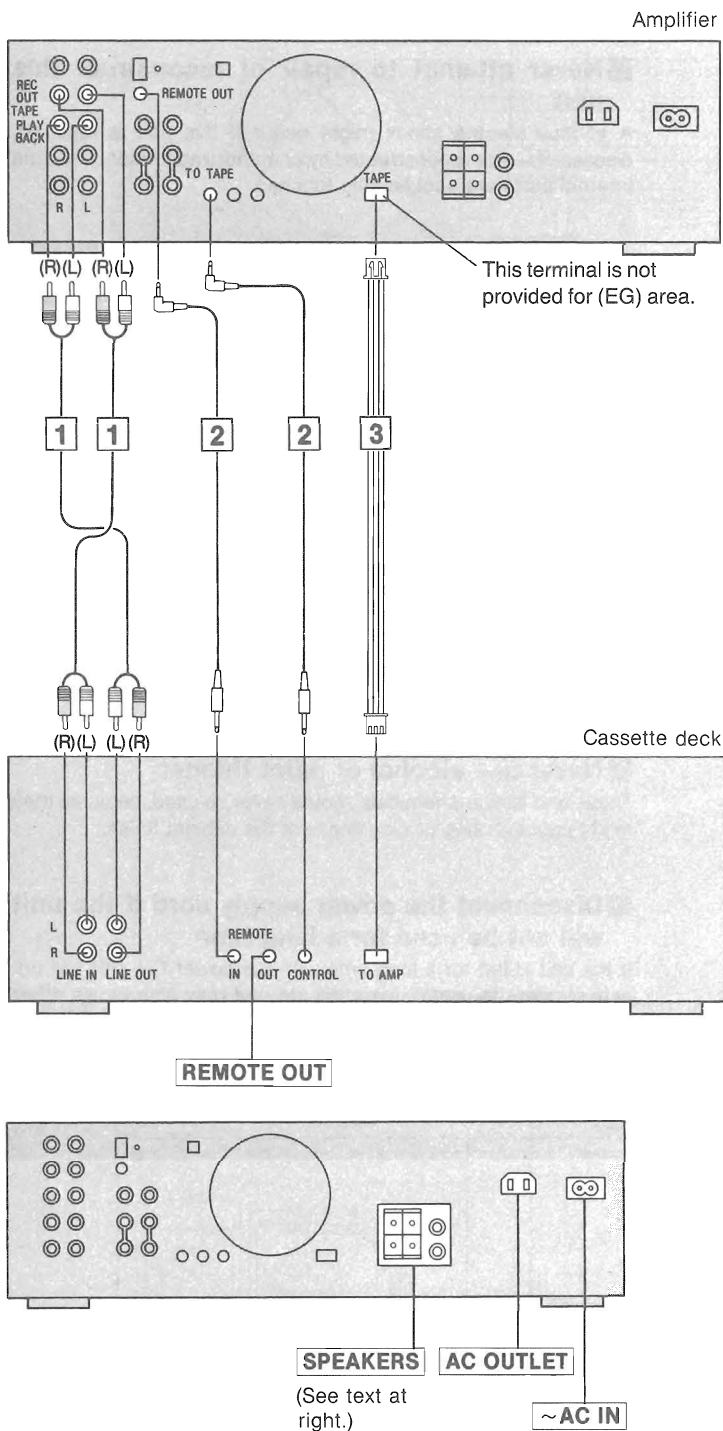 Amplifier
REC
OUT
REMOTE OUT
TAPE
PLAY
BACK
TO TAPE
TAPE
R L
(R)(L) (R)(L)
This terminal is not
provided for (EG) area.
1 1 2 2 3
(R)(L) (L)(R)
Cassette deck
L
R
LINE IN LINE OUT
REMOTE
IN OUT CONTROL
TO AMP
REMOTE OUT
SPEAKERS
(See text at
right.)
AC OUTLET
~AC IN